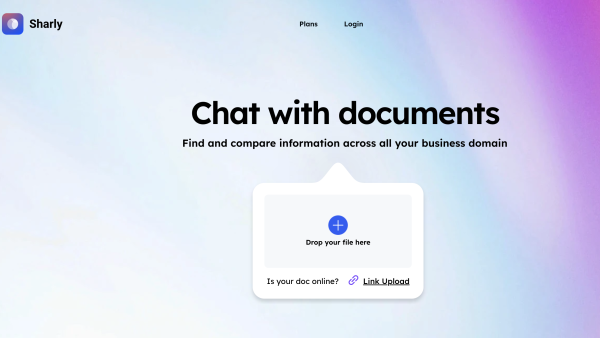 Sharly
Plans
Login
Chat with documents
Find and compare information across all your business domain
Drop your file here
Is your doc online?
Link Upload